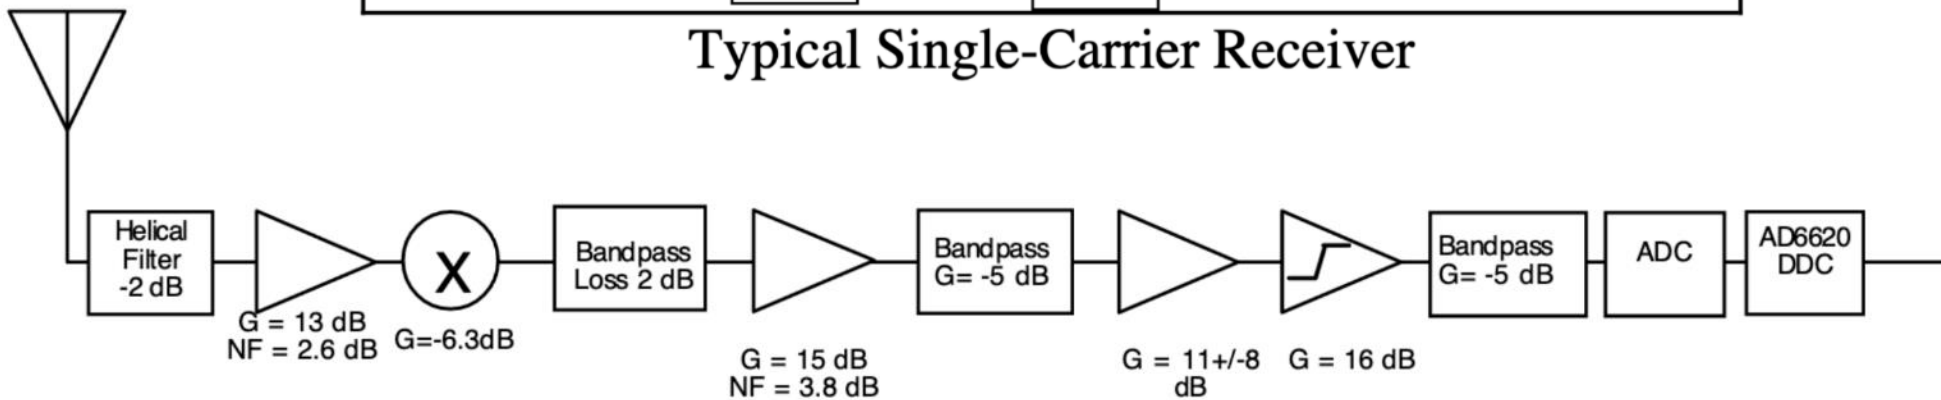 Typical Single-Carrier Receiver
Helical
Filter
-2 dB
G = 13 dB
NF = 2.6 dB
X
G=-6.3dB
Bandpass
Loss 2 dB
G = 15 dB
NF = 3.8 dB
Bandpass
G= -5 dB
G = 11+/-8
dB
G = 16 dB
Bandpass
G= -5 dB
ADC
AD6620
DDC